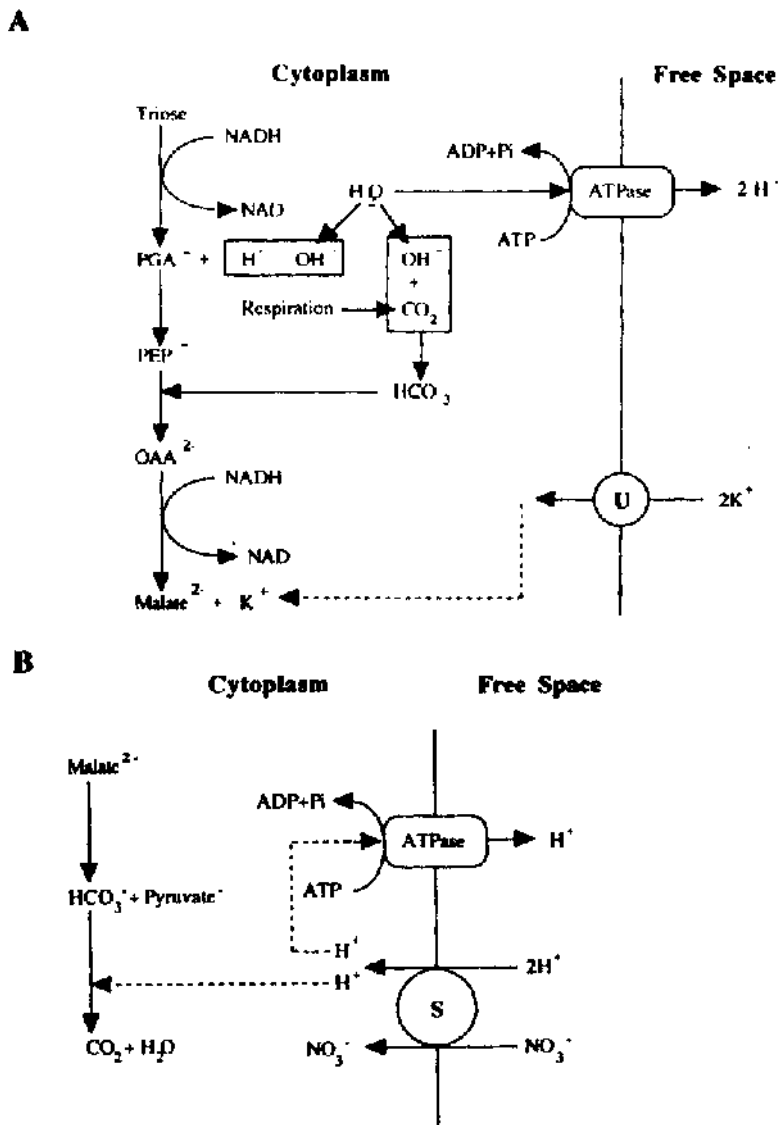 A
Cytoplasm Free Space
Triose
NADH
NAD
ADP+Pi
H2O
ATPase
2 H⁺
ATP
PGA⁻ + H⁺ OH⁻
OH⁻
+
Respiration
CO2
PEP⁻
HCO3
OAA2-
NADH
U
2K+
NAD
Malate2- + K+
B
Cytoplasm Free Space
Malate2-
ADP+Pi
ATPase
H+
ATP
HCO3⁻ + Pyruvate⁻
H+
2H+
H+
S
CO2 + H2O
NO3⁻
NO3⁺